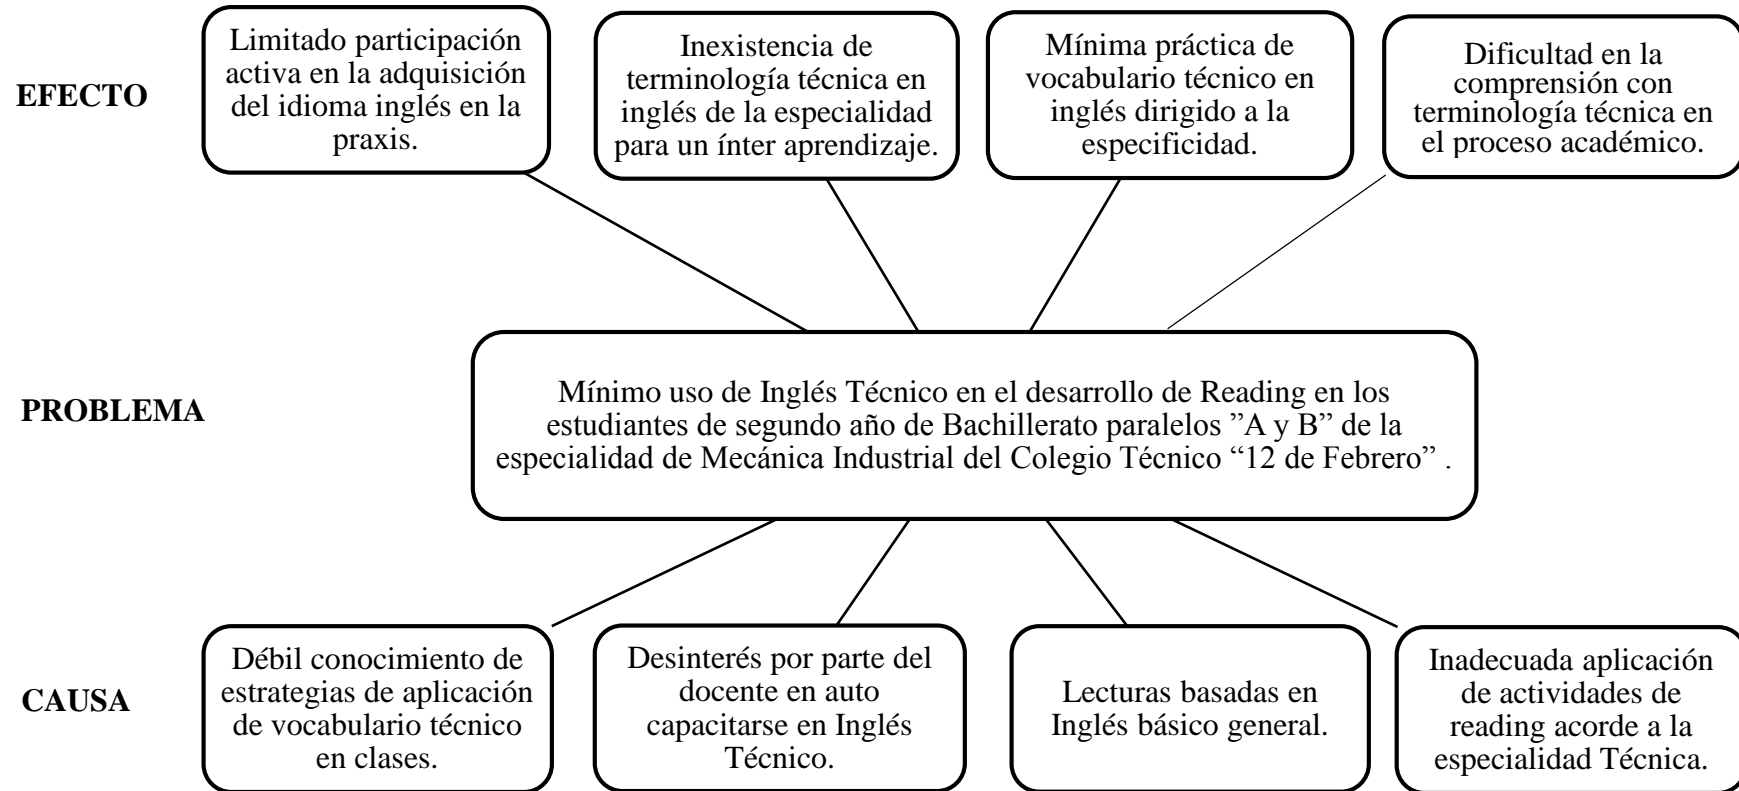 EFECTO
Limitado participación
activa en la adquisición
del idioma inglés en la
praxis.
Inexistencia de
terminología técnica en
inglés de la especialidad
para un ínter aprendizaje.
Mínima práctica de
vocabulario técnico en
inglés dirigido a la
especificidad.
Dificultad en la
comprensión con
terminología técnica en
el proceso académico.
PROBLEMA
Mínimo uso de Inglés Técnico en el desarrollo de Reading en los
estudiantes de segundo año de Bachillerato paralelos ”A y B” de la
especialidad de Mecánica Industrial del Colegio Técnico “12 de Febrero” .
CAUSA
Débil conocimiento de
estrategias de aplicación
de vocabulario técnico
en clases.
Desinterés por parte del
docente en auto
capacitarse en Inglés
Técnico.
Lecturas basadas en
Inglés básico general.
Inadecuada aplicación
de actividades de
reading acorde a la
especialidad Técnica.